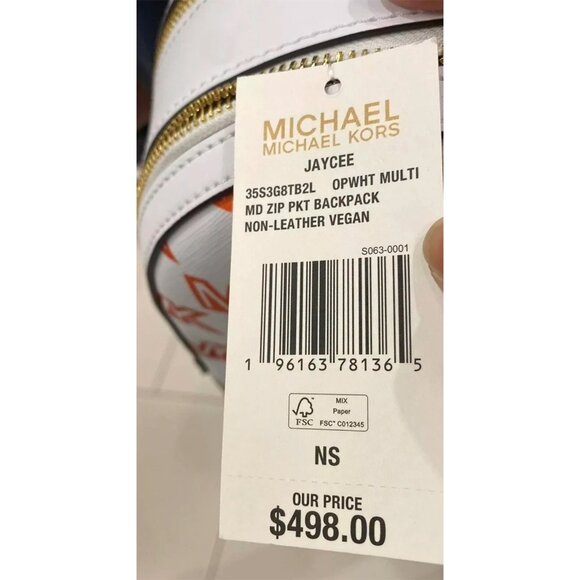 MICHAEL
MICHAEL KORS
JAYCEE
35S3G8TB2L OPWHT MULTI
MD ZIP PKT BACKPACK
NON-LEATHER VEGAN
S063-0001
1 96163 78136 5
FSC
MIX
Paper
FSC™ C012345
NS
OUR PRICE
$498.00